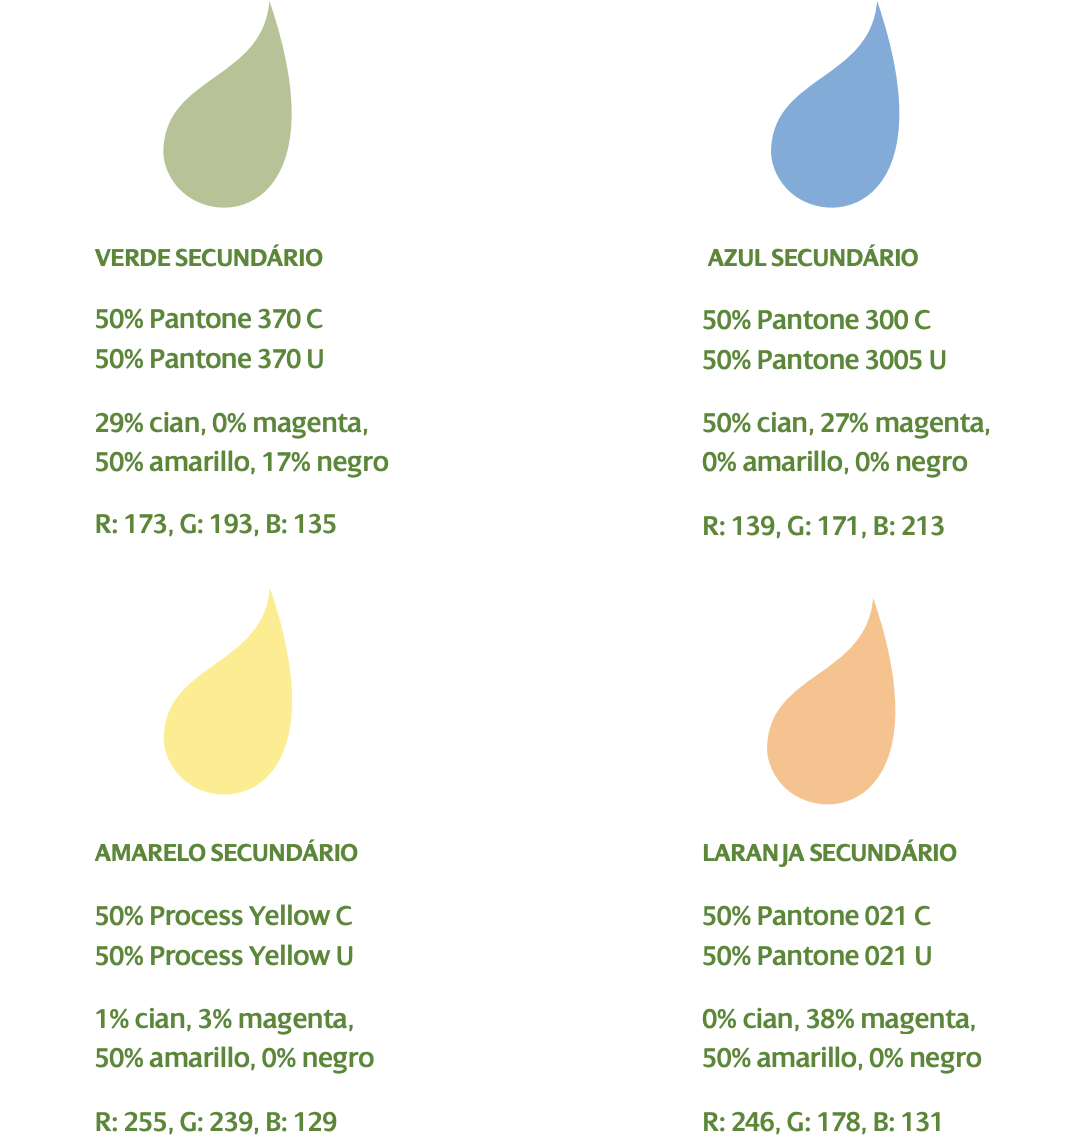 VERDE SECUNDÁRIO
50% Pantone 370 C
50% Pantone 370 U
29% cian, 0% magenta,
50% amarillo, 17% negro
R: 173, G: 193, B: 135
AZUL SECUNDÁRIO
50% Pantone 300 C
50% Pantone 3005 U
50% cian, 27% magenta,
0% amarillo, 0% negro
R: 139, G: 171, B: 213
AMARELO SECUNDÁRIO
50% Process Yellow C
50% Process Yellow U
1% cian, 3% magenta,
50% amarillo, 0% negro
R: 255, G: 239, B: 129
LARANJA SECUNDÁRIO
50% Pantone 021 C
50% Pantone 021 U
0% cian, 38% magenta,
50% amarillo, 0% negro
R: 246, G: 178, B: 131